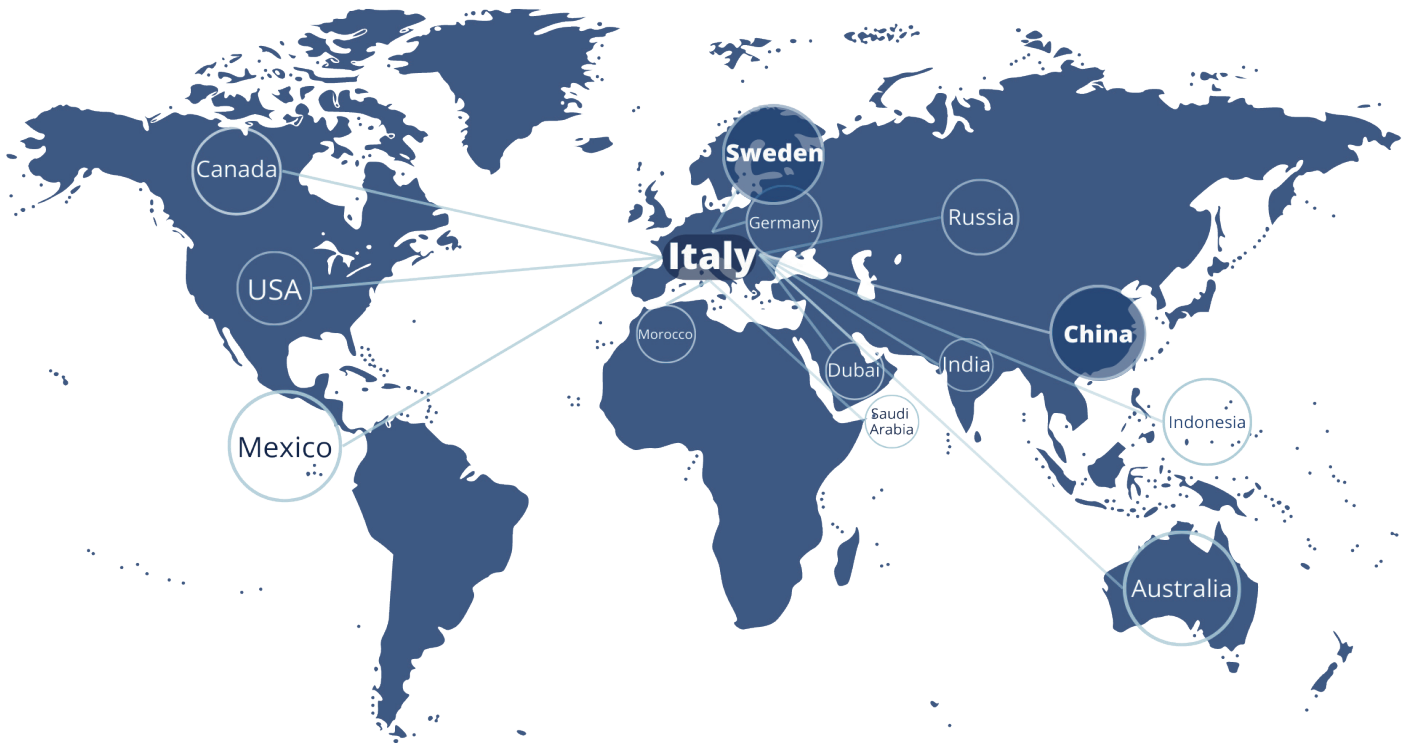 Canada
Sweden
Germany
Russia
Italy
USA
Morocco
China
Dubai
India
Saudi
Arabia
Indonesia
Mexico
Australia